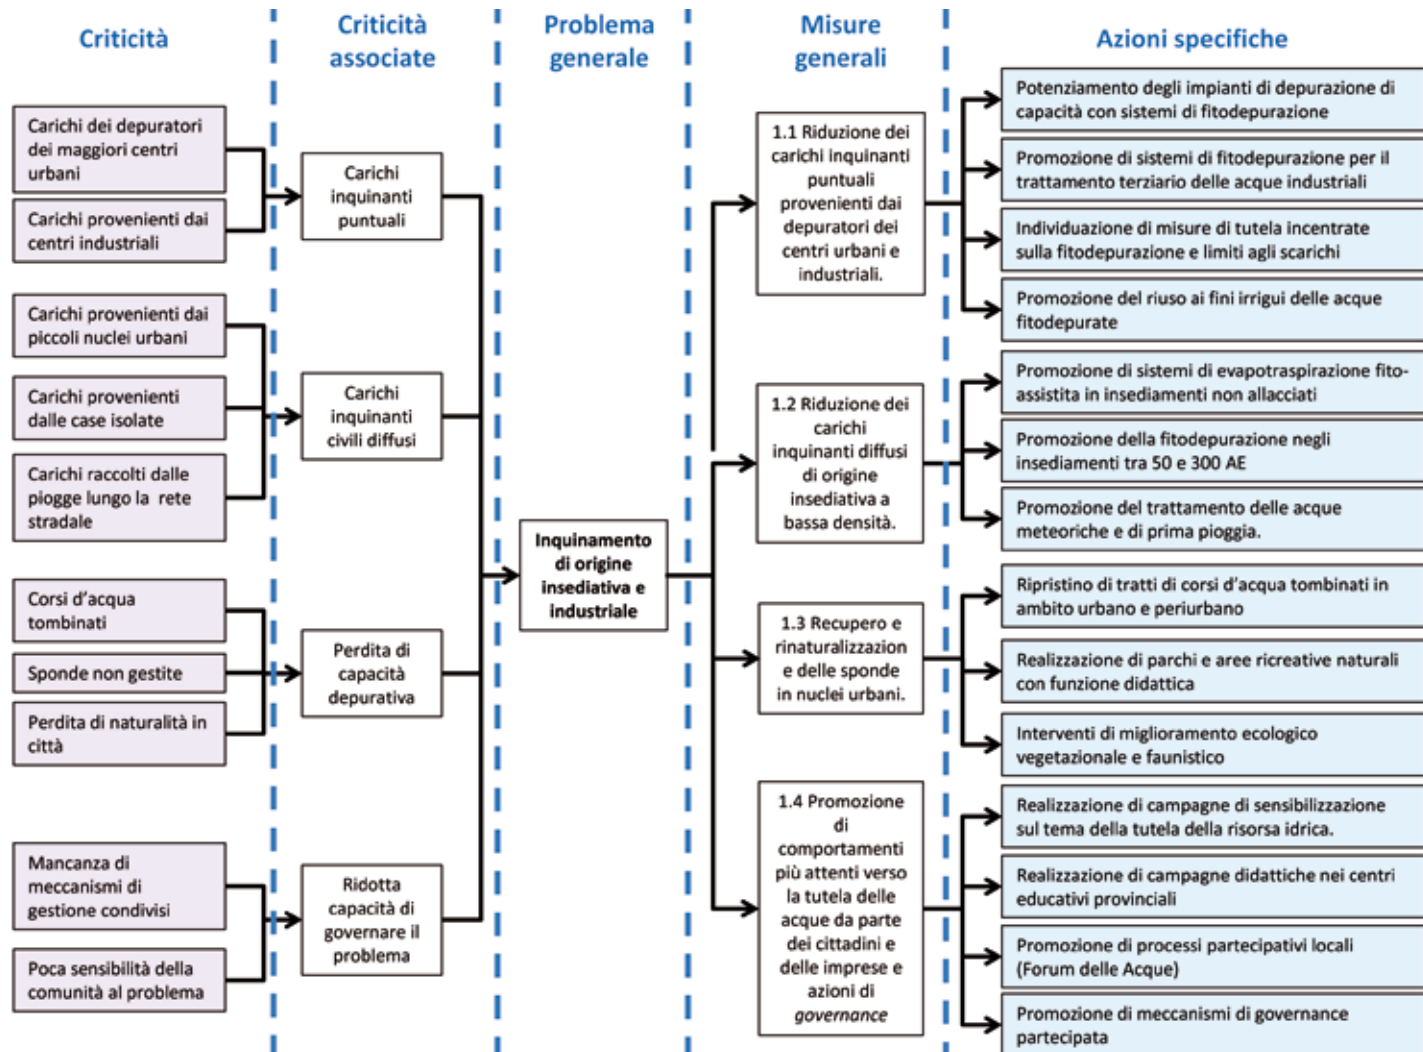 Criticità
Criticità
associate
Problema
generale
Misure
generali
Azioni specifiche
Carichi dei depuratori
dei maggiori centri
urbani
Carichi provenienti dai
centri industriali
Carichi provenienti dai
piccoli nuclei urbani
Carichi provenienti
dalle case isolate
Carichi raccolti dalle
piogge lungo la rete
stradale
Corsi d'acqua
tombinati
Sponde non gestite
Perdita di naturalità in
città
Mancanza di
meccanismi di
gestione condivisi
Poca sensibilità della
comunità al problema
Carichi
inquinanti
puntuali
Carichi
inquinanti
civili diffusi
Perdita di
capacità
depurativa
Ridotta
capacità di
governare il
problema
Inquinamento
di origine
insediativa e
industriale
1.1 Riduzione dei
carichi inquinanti
puntuali
provenienti dai
depuratori dei
centri urbani e
industriali.
1.2 Riduzione dei
carichi
inquinanti diffusi
di origine
insediativa a
bassa densità.
1.3 Recupero e
rinaturalizzazion
e delle sponde
in nuclei urbani.
1.4 Promozione
di
comportamenti
più attenti verso
la tutela delle
acque da parte
dei cittadini e
delle imprese e
azioni di
governance
Potenziamento degli impianti di depurazione di
capacità con sistemi di fitodepurazione
Promozione di sistemi di fitodepurazione per il
trattamento terziario delle acque industriali
Individuazione di misure di tutela incentrate
sulla fitodepurazione e limiti agli scarichi
Promozione del riuso ai fini irrigui delle acque
fitodepurate
Promozione di sistemi di evapotraspirazione fito-
assistita in insediamenti non allacciati
Promozione della fitodepurazione negli
insediamenti tra 50 e 300 AE
Promozione del trattamento delle acque
meteoriche e di prima pioggia.
Ripristino di tratti di corsi d'acqua tombinati in
ambito urbano e periurbano
Realizzazione di parchi e aree ricreative naturali
con funzione didattica
Interventi di miglioramento ecologico
vegetazionale e faunistico
Realizzazione di campagne di sensibilizzazione
sul tema della tutela della risorsa idrica.
Realizzazione di campagne didattiche nei centri
educativi provinciali
Promozione di processi partecipativi locali
(Forum delle Acque)
Promozione di meccanismi di governance
partecipata